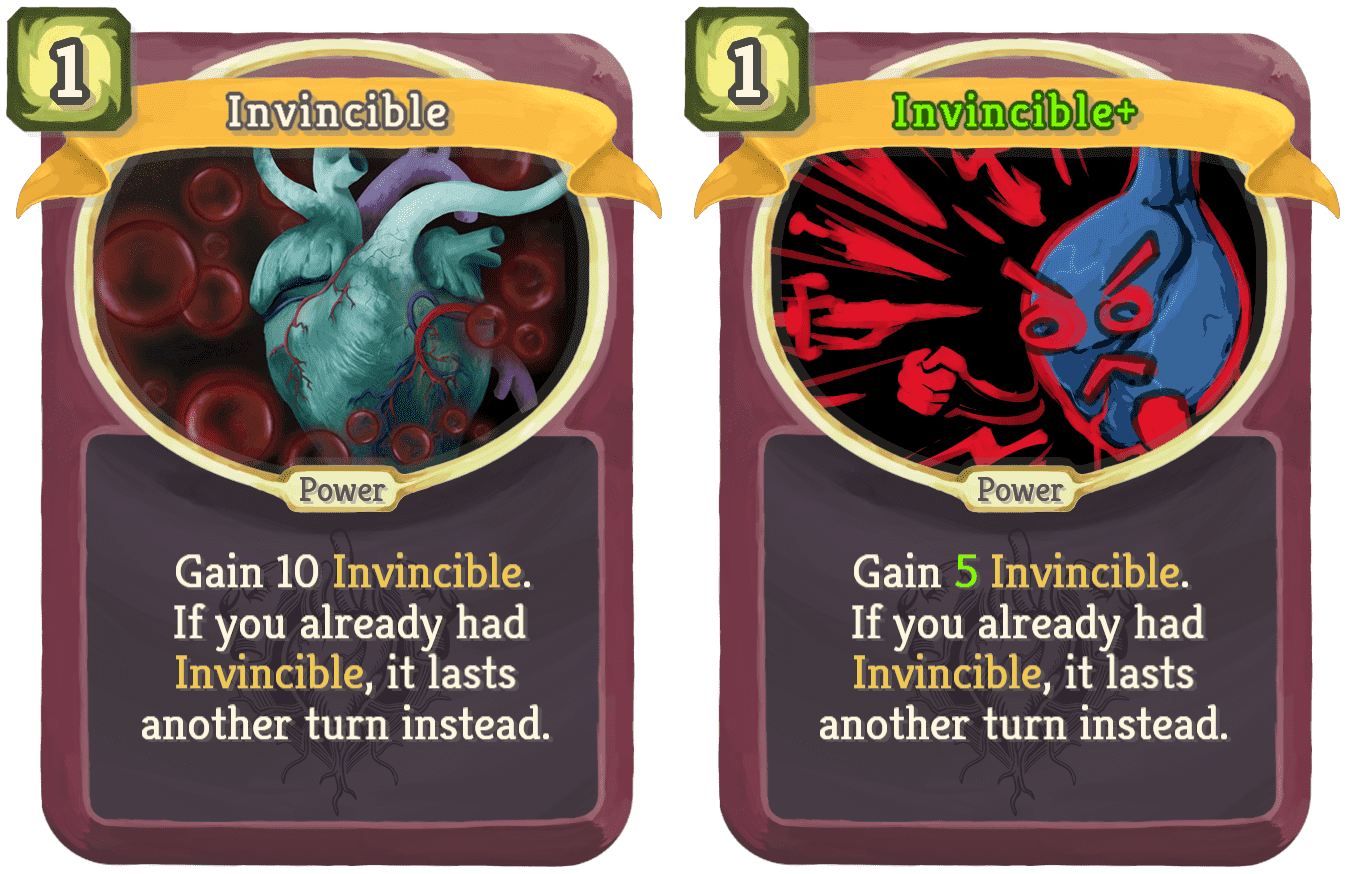 1
Invincible
Power
Gain 10 Invincible.
If you already had
Invincible, it lasts
another turn instead.
1
Invincible+
Power
Gain 5 Invincible.
If you already had
Invincible, it lasts
another turn instead.